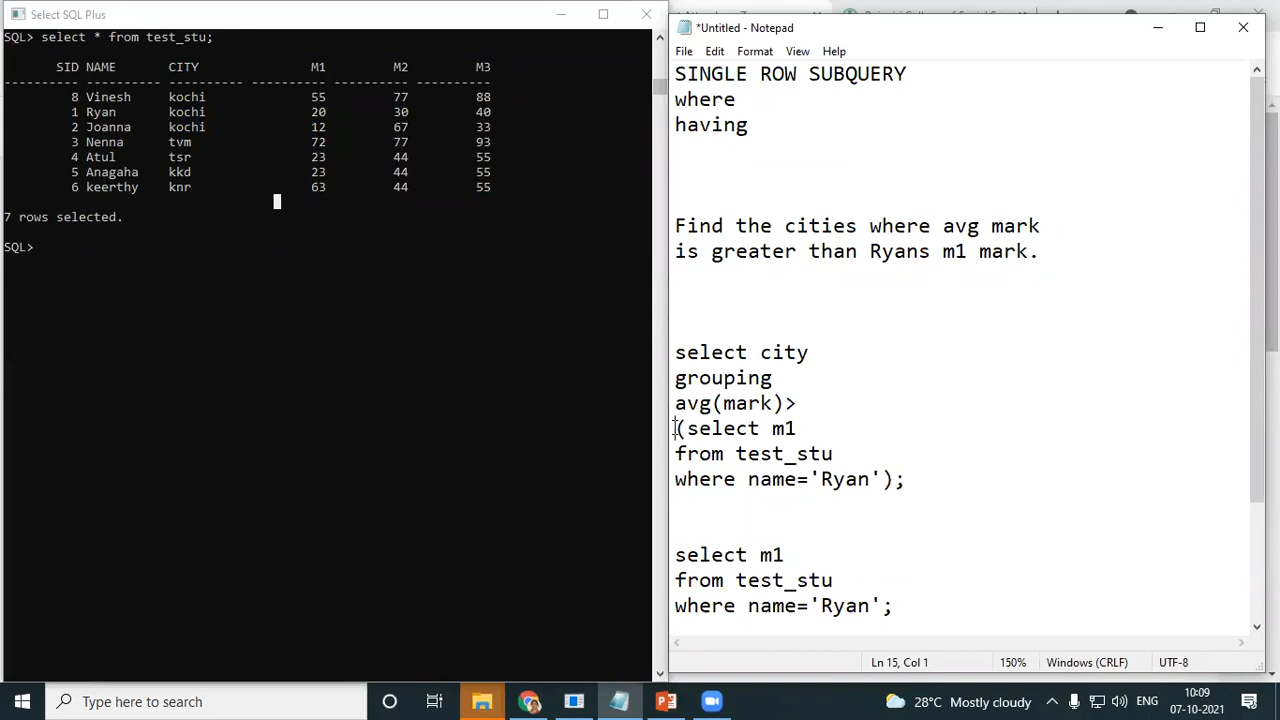 Select SQL Plus
SQL> select * from test_stu;
SID NAME CITY M1 M2 M3
8 Vinesh kochi 55 77 88
1 Ryan kochi 20 30 40
2 Joanna kochi 12 67 33
3 Nenna tvm 72 77 93
4 Atul tsr 23 44 55
5 Anagaha kkd 23 44 55
6 keerthy knr 63 44 55
7 rows selected.
SQL>
*Untitled - Notepad
File Edit Format View Help
SINGLE ROW SUBQUERY
where
having
Find the cities where avg mark
is greater than Ryans m1 mark.
select city
grouping
avg(mark)>
(select m1
from test_stu
where name='Ryan');
select m1
from test_stu
where name='Ryan';
Ln 15, Col 1 150% Windows (CRLF) UTF-8
Type here to search
28°C Mostly cloudy ENG 10:09
07-10-2021